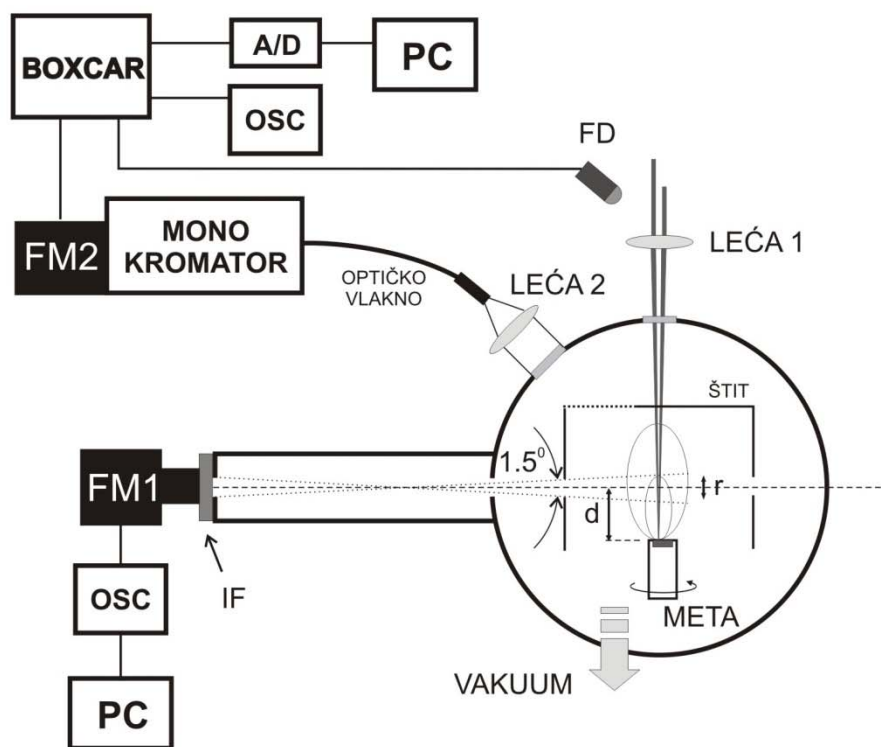 BOXCAR
A/D
PC
OSC
FD
LEĆA 1
FM2
MONO
KROMATOR
OPTIČKO
VLAKNO
LEĆA 2
ŠTIT
FM1
1.5⁰
d
r
IF
OSC
META
VAKUUM
PC